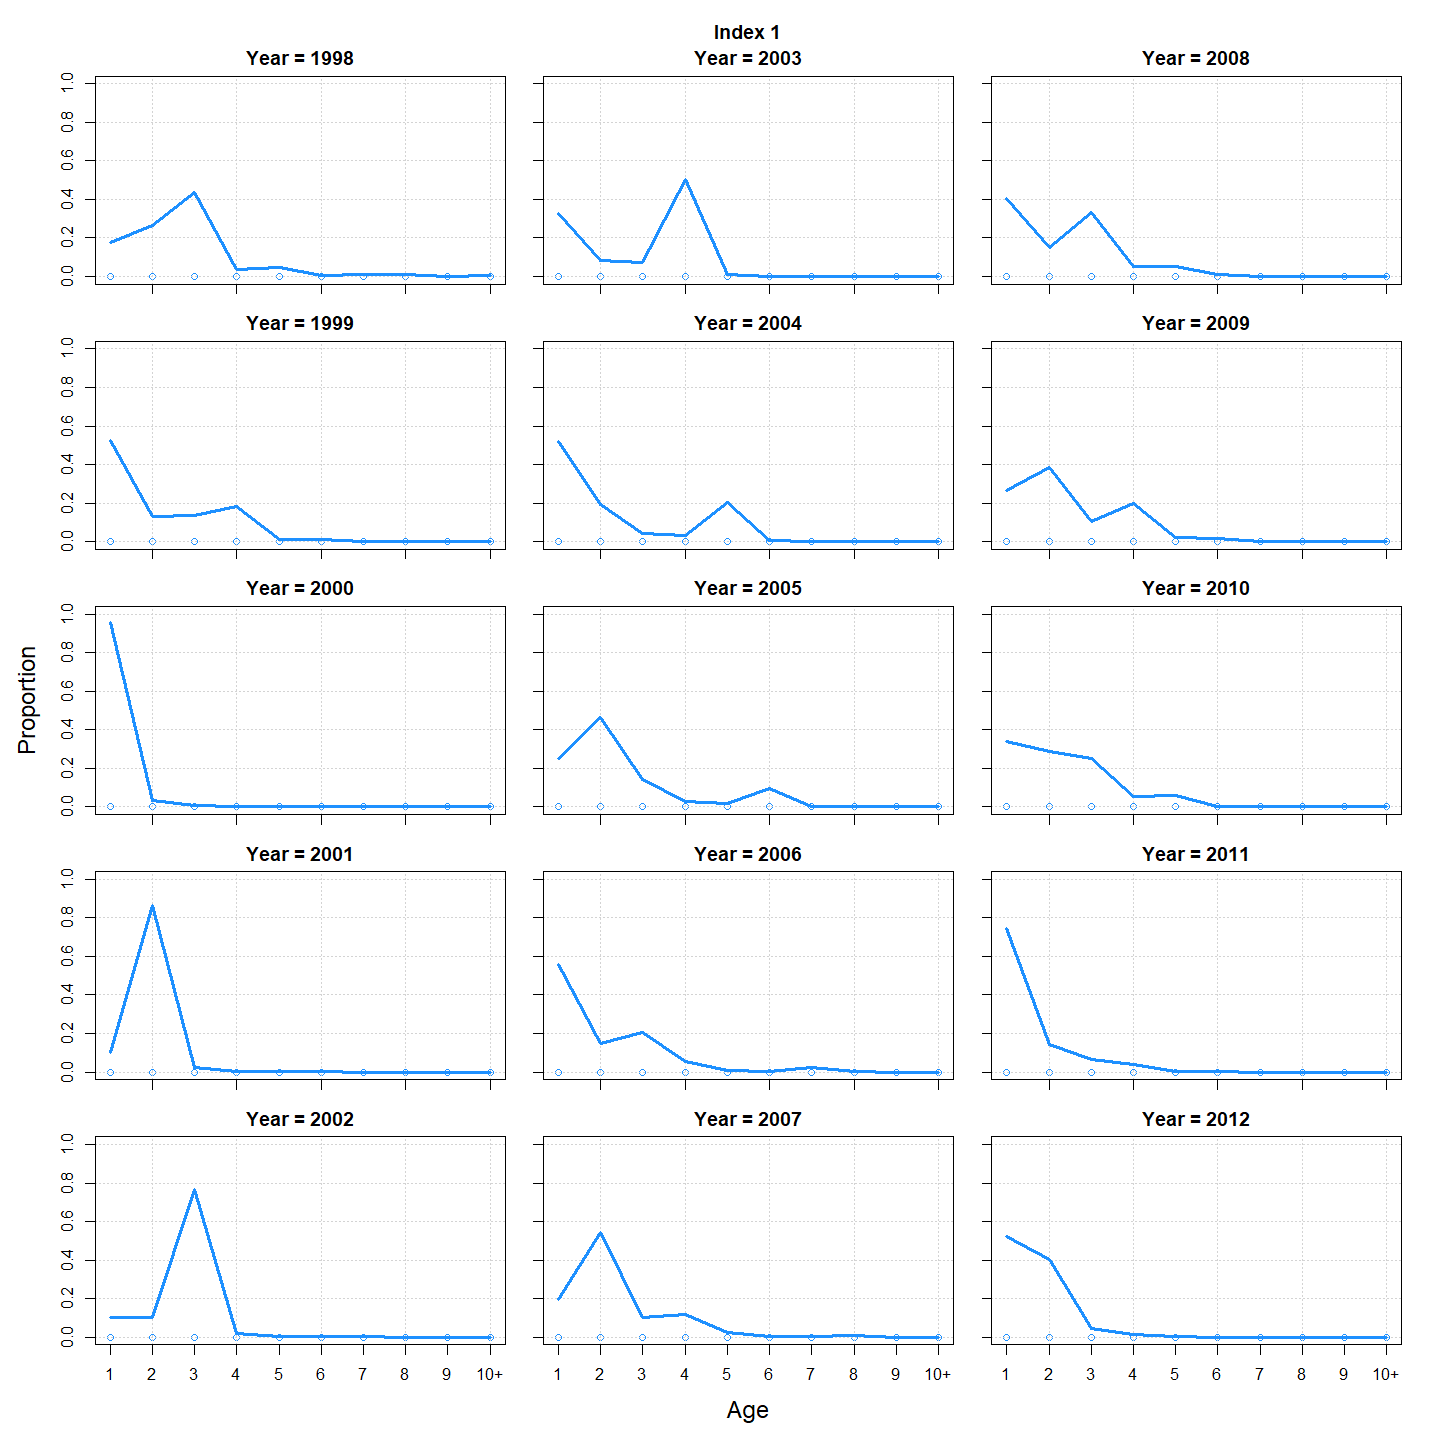 Index 1
Year = 1998
Year = 2003
Year = 2008
1.0
0.8
0.6
0.4
0.2
0.0
Year = 1999
Year = 2004
Year = 2009
1.0
0.8
0.6
0.4
0.2
0.0
Year = 2000
Year = 2005
Year = 2010
1.0
0.8
0.6
0.4
0.2
0.0
Proportion
Year = 2001
Year = 2006
Year = 2011
1.0
0.8
0.6
0.4
0.2
0.0
Year = 2002
Year = 2007
Year = 2012
1.0
0.8
0.6
0.4
0.2
0.0
1 2 3 4 5 6 7 8 9 10+
1 2 3 4 5 6 7 8 9 10+
1 2 3 4 5 6 7 8 9 10+
Age